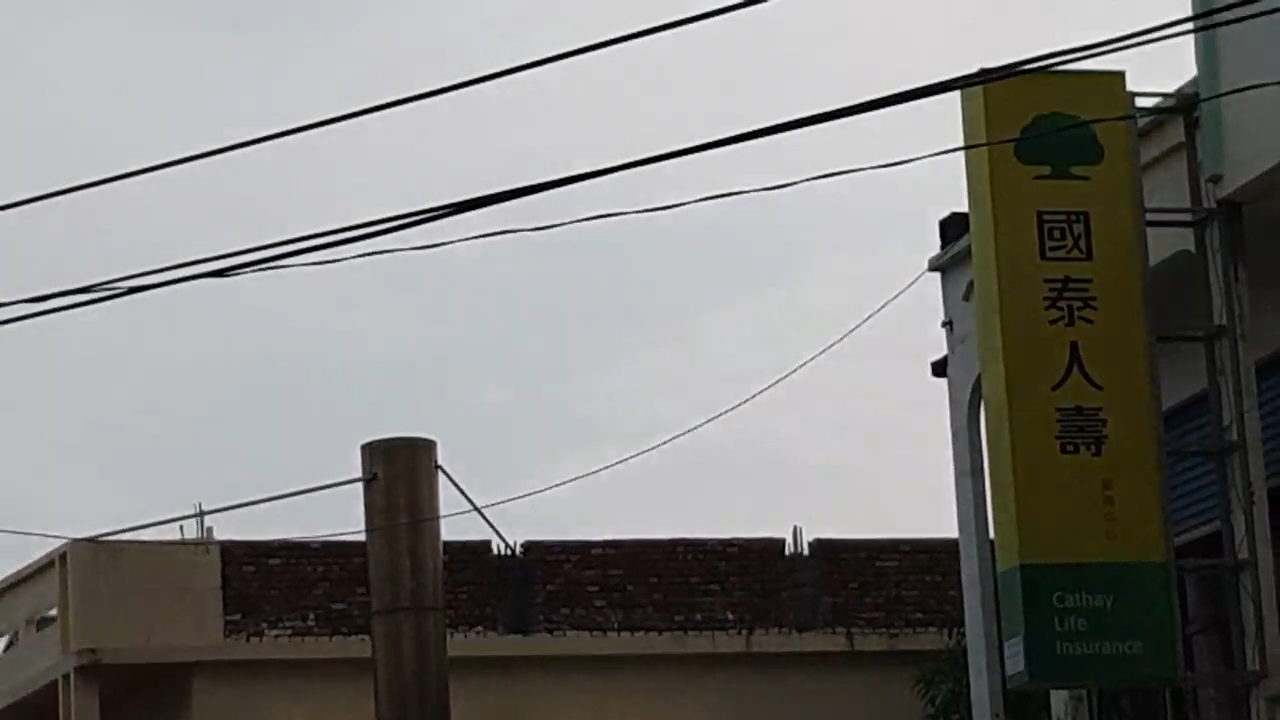 國泰人壽
Cathay
Life
Insurance